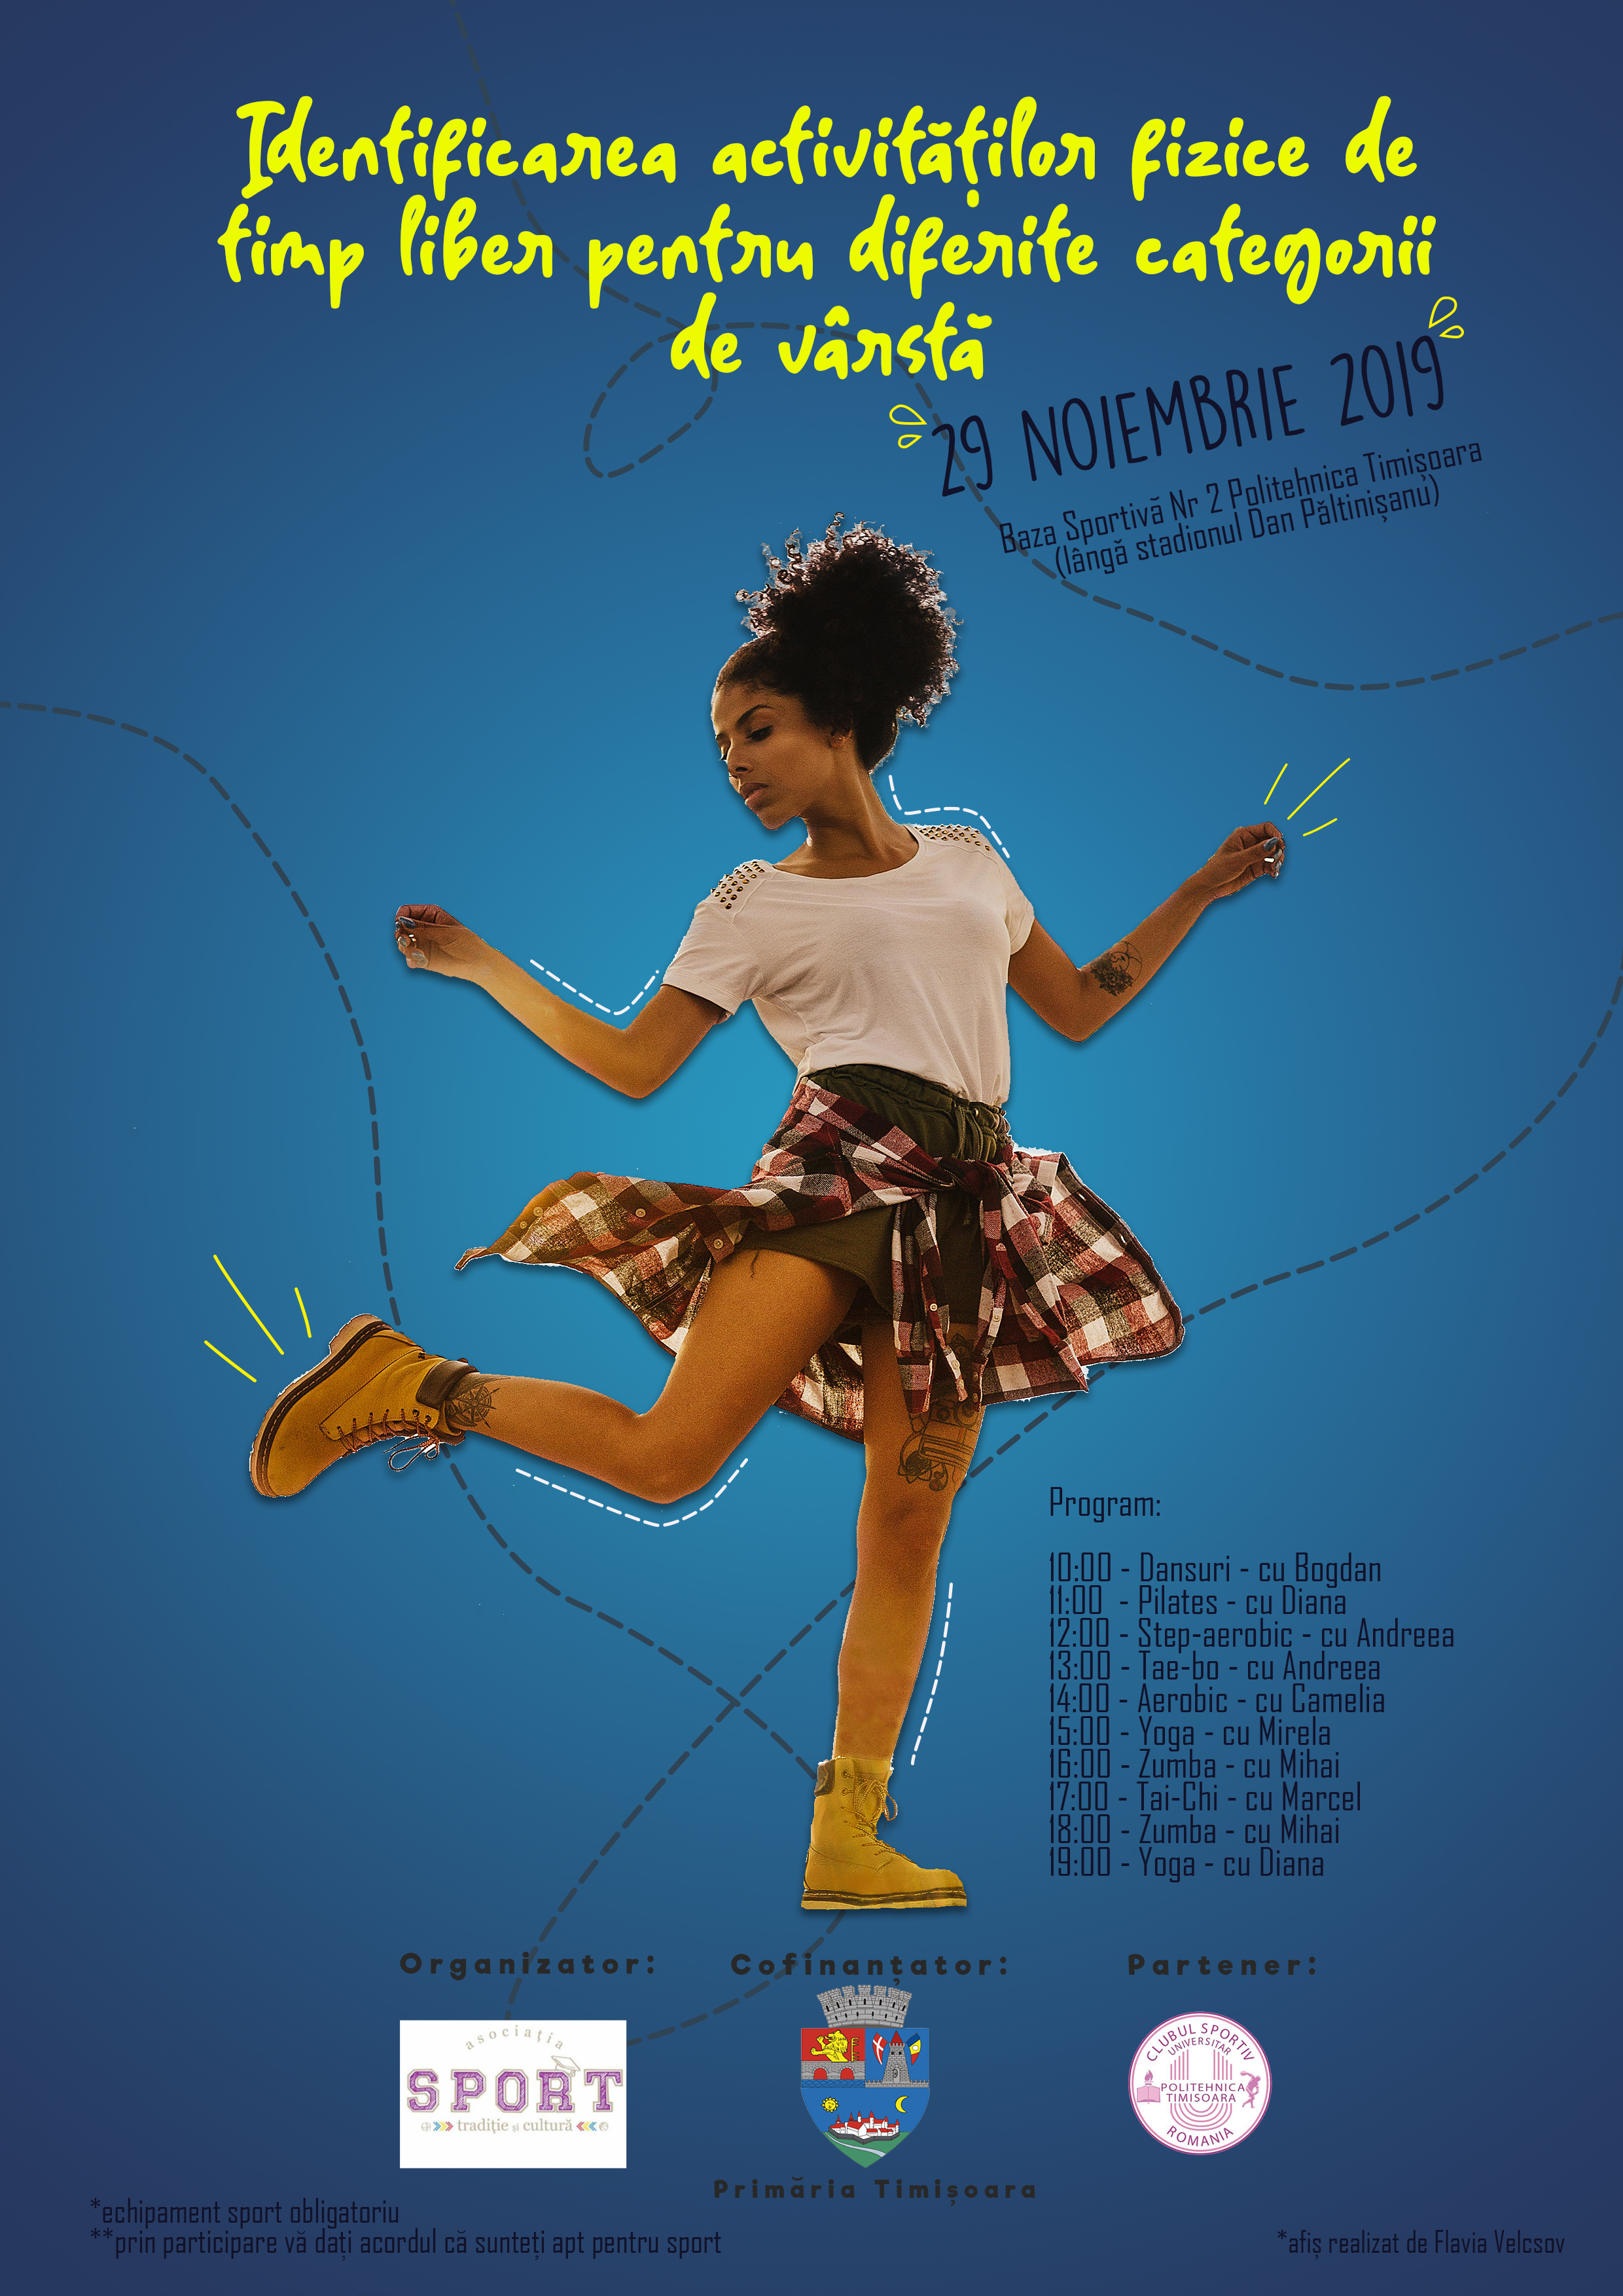 Identificarea activităților fizice de
timp liber pentru diferite categorii
de vârstă
29 NOIEMBRIE 2019
Baza Sportivă Nr 2 Politehnica Timișoara
(lângă stadionul Dan Păltinișanu)
Program:
10:00 - Dansuri - cu Bogdan
11:00 - Pilates - cu Diana
12:00 - Step-aerobic - cu Andreea
13:00 - Tae-bo - cu Andreea
14:00 - Aerobic - cu Camelia
15:00 - Yoga - cu Mirela
16:00 - Zumba - cu Mihai
17:00 - Tai-Chi - cu Marcel
18:00 - Zumba - cu Mihai
19:00 - Yoga - cu Diana
Organizator:
asociația
SPORT
tradiție și cultură
Cofinanțator:
Primăria Timișoara
Partener:
CLUBUL SPORTIV
UNIVERSITAR
POLITEHNICA
TIMISOARA
ROMANIA
*echipament sport obligatoriu
**prin participare vă dați acordul că sunteți apt pentru sport
*afiș realizat de Flavia Velcsov